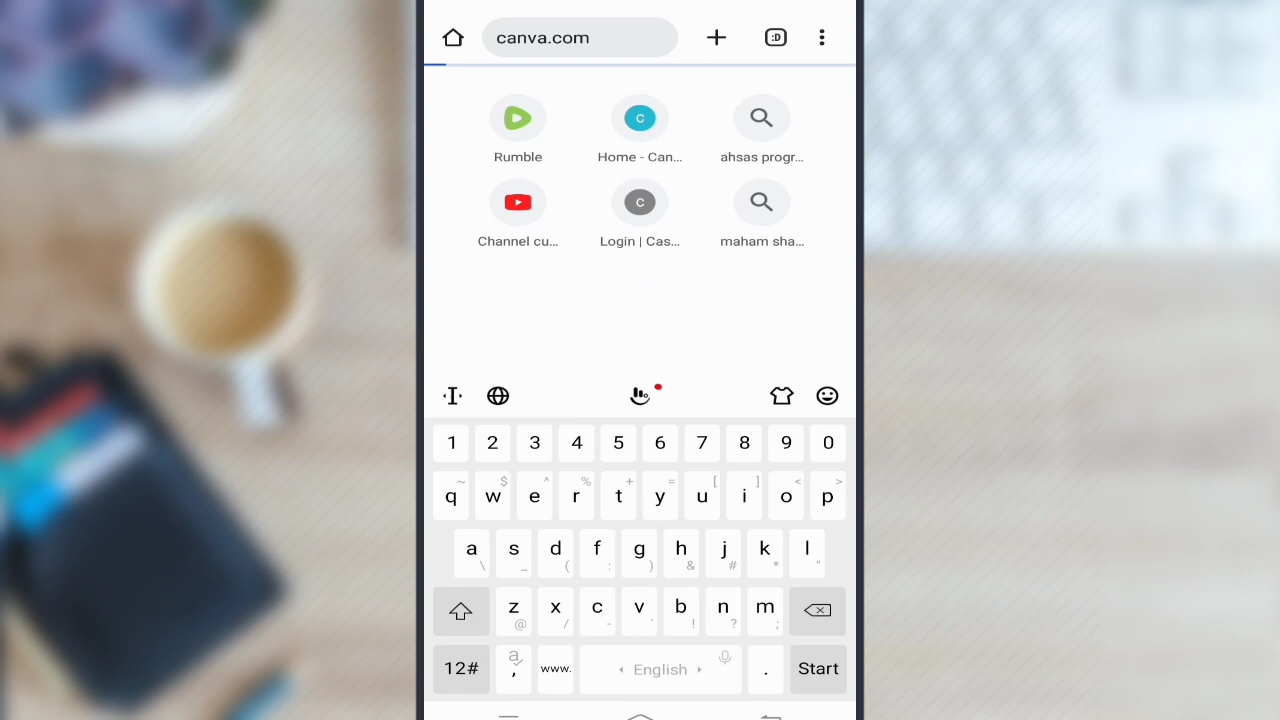 canva.com :D
C
Rumble Home - Can... ahsas progr...
C
Channel cu... Login | Cas... maham sha...
1 2 3 4 5 6 7 8 9 0
~ $ ^ % + = [ ] < >
q w e r t y u i o p
a s d f g h j k l
\ _ ( : ) & # * °
z x c v b n m
@ / - ' ! ? ;
12# a , www. English . Start